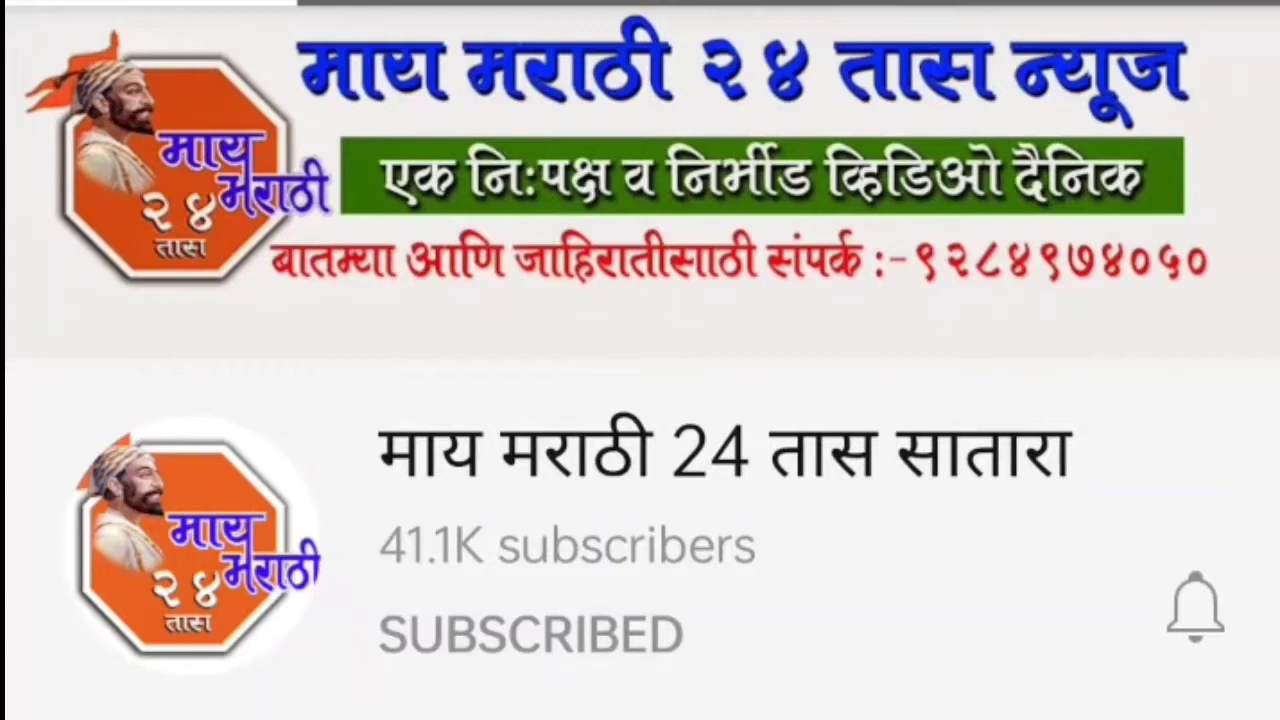 माय मराठी २४ तास न्यूज
माय
मराठी
२४
तास
एक नि:पक्ष व निर्भीड व्हिडिओ दैनिक
बातम्या आणि जाहिरातीसाठी संपर्क :-९२८४९७४०५०
माय मराठी 24 तास सातारा
41.1K subscribers
SUBSCRIBED
माय
मराठी
२४
तास